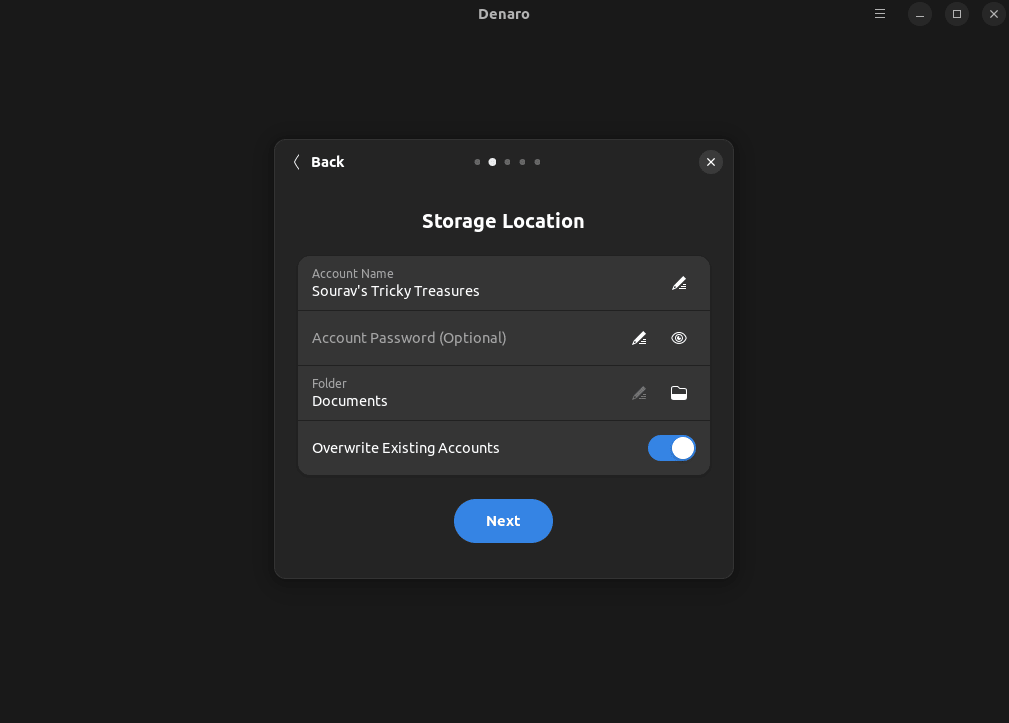 Denaro
Back
Storage Location
Account Name
Sourav's Tricky Treasures
Account Password (Optional)
Folder
Documents
Overwrite Existing Accounts
Next